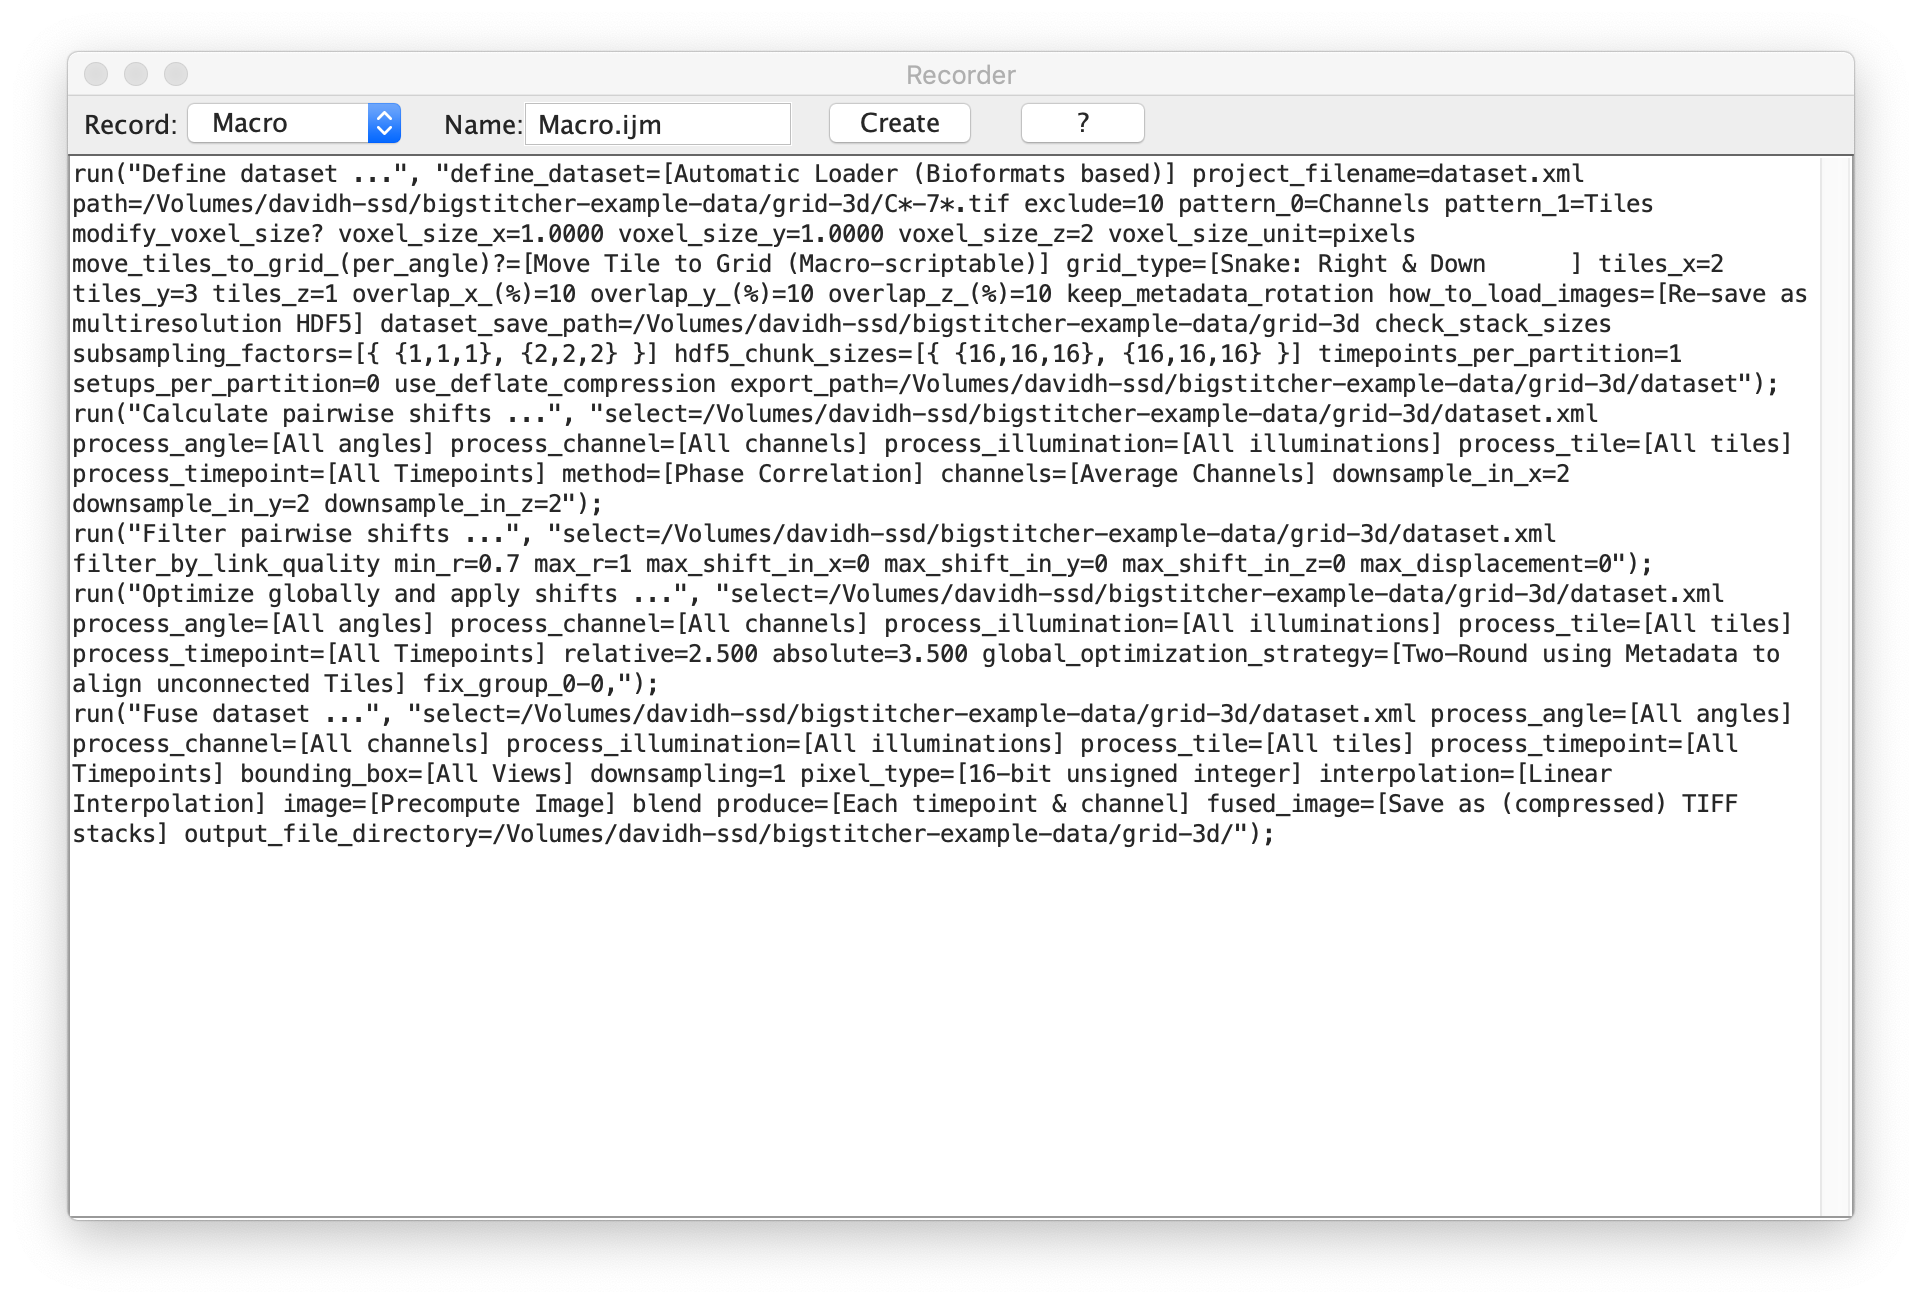 Recorder
Record: Macro Name: Macro.ijm Create ?
run("Define dataset ...", "define_dataset=[Automatic Loader (Bioformats based)] project_filename=dataset.xml
path=/Volumes/davidh-ssd/bigstitcher-example-data/grid-3d/C*-7*.tif exclude=10 pattern_0=Channels pattern_1=Tiles
modify_voxel_size? voxel_size_x=1.0000 voxel_size_y=1.0000 voxel_size_z=2 voxel_size_unit=pixels
move_tiles_to_grid_(per_angle)?=[Move Tile to Grid (Macro-scriptable)] grid_type=[Snake: Right & Down      ] tiles_x=2
tiles_y=3 tiles_z=1 overlap_x_(%)=10 overlap_y_(%)=10 overlap_z_(%)=10 keep_metadata_rotation how_to_load_images=[Re-save as
multiresolution HDF5] dataset_save_path=/Volumes/davidh-ssd/bigstitcher-example-data/grid-3d check_stack_sizes
subsampling_factors=[{ {1,1,1}, {2,2,2} }] hdf5_chunk_sizes=[{ {16,16,16}, {16,16,16} }] timepoints_per_partition=1
setups_per_partition=0 use_deflate_compression export_path=/Volumes/davidh-ssd/bigstitcher-example-data/grid-3d/dataset");
run("Calculate pairwise shifts ...", "select=/Volumes/davidh-ssd/bigstitcher-example-data/grid-3d/dataset.xml
process_angle=[All angles] process_channel=[All channels] process_illumination=[All illuminations] process_tile=[All tiles]
process_timepoint=[All Timepoints] method=[Phase Correlation] channels=[Average Channels] downsample_in_x=2
downsample_in_y=2 downsample_in_z=2");
run("Filter pairwise shifts ...", "select=/Volumes/davidh-ssd/bigstitcher-example-data/grid-3d/dataset.xml
filter_by_link_quality min_r=0.7 max_r=1 max_shift_in_x=0 max_shift_in_y=0 max_shift_in_z=0 max_displacement=0");
run("Optimize globally and apply shifts ...", "select=/Volumes/davidh-ssd/bigstitcher-example-data/grid-3d/dataset.xml
process_angle=[All angles] process_channel=[All channels] process_illumination=[All illuminations] process_tile=[All tiles]
process_timepoint=[All Timepoints] relative=2.500 absolute=3.500 global_optimization_strategy=[Two-Round using Metadata to
align unconnected Tiles] fix_group_0-0,");
run("Fuse dataset ...", "select=/Volumes/davidh-ssd/bigstitcher-example-data/grid-3d/dataset.xml process_angle=[All angles]
process_channel=[All channels] process_illumination=[All illuminations] process_tile=[All tiles] process_timepoint=[All
Timepoints] bounding_box=[All Views] downsampling=1 pixel_type=[16-bit unsigned integer] interpolation=[Linear
Interpolation] image=[Precompute Image] blend produce=[Each timepoint & channel] fused_image=[Save as (compressed) TIFF
stacks] output_file_directory=/Volumes/davidh-ssd/bigstitcher-example-data/grid-3d/");